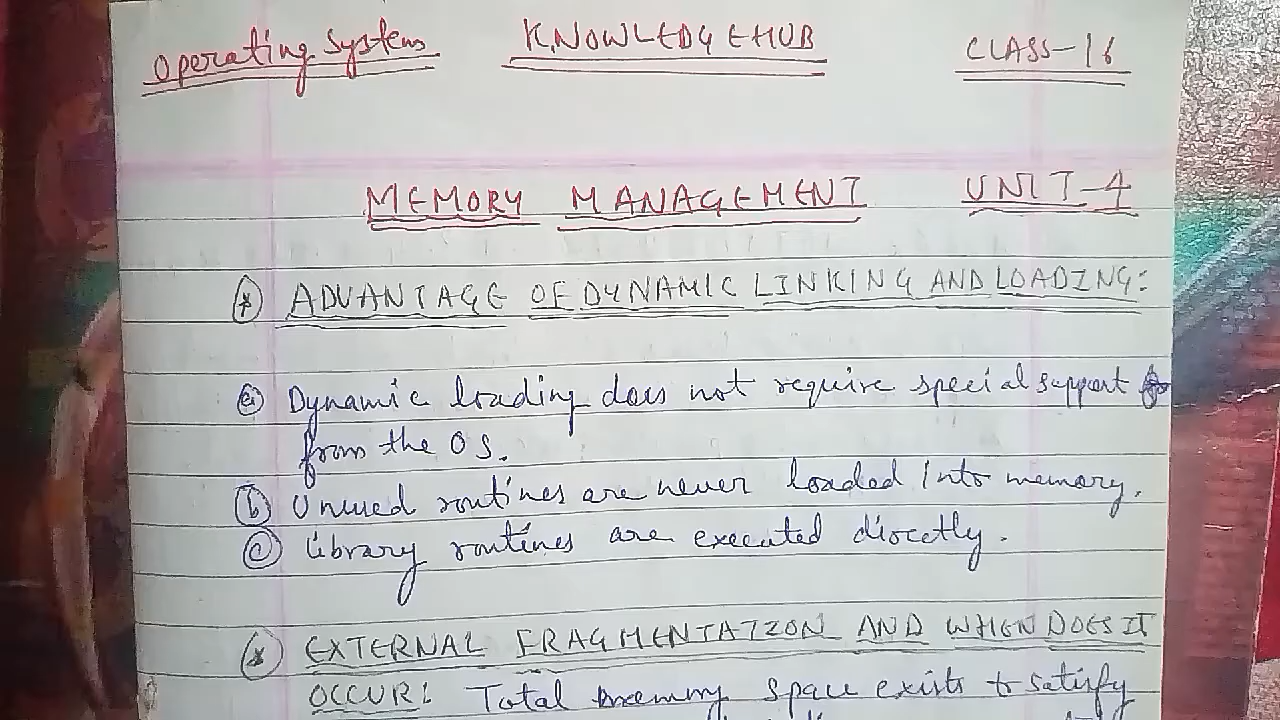 Operating System KNOWLEDGEHUB CLASS-16
MEMORY MANAGEMENT UNIT-4
* ADVANTAGE OF DYNAMIC LINKING AND LOADING:
(a) Dynamic loading does not require special support
from the OS.
(b) Unused routines are never loaded into memory.
(c) library routines are executed directly.
* EXTERNAL FRAGMENTATION AND WHEN DOES IT
OCCUR: Total memory space exists to satisfy